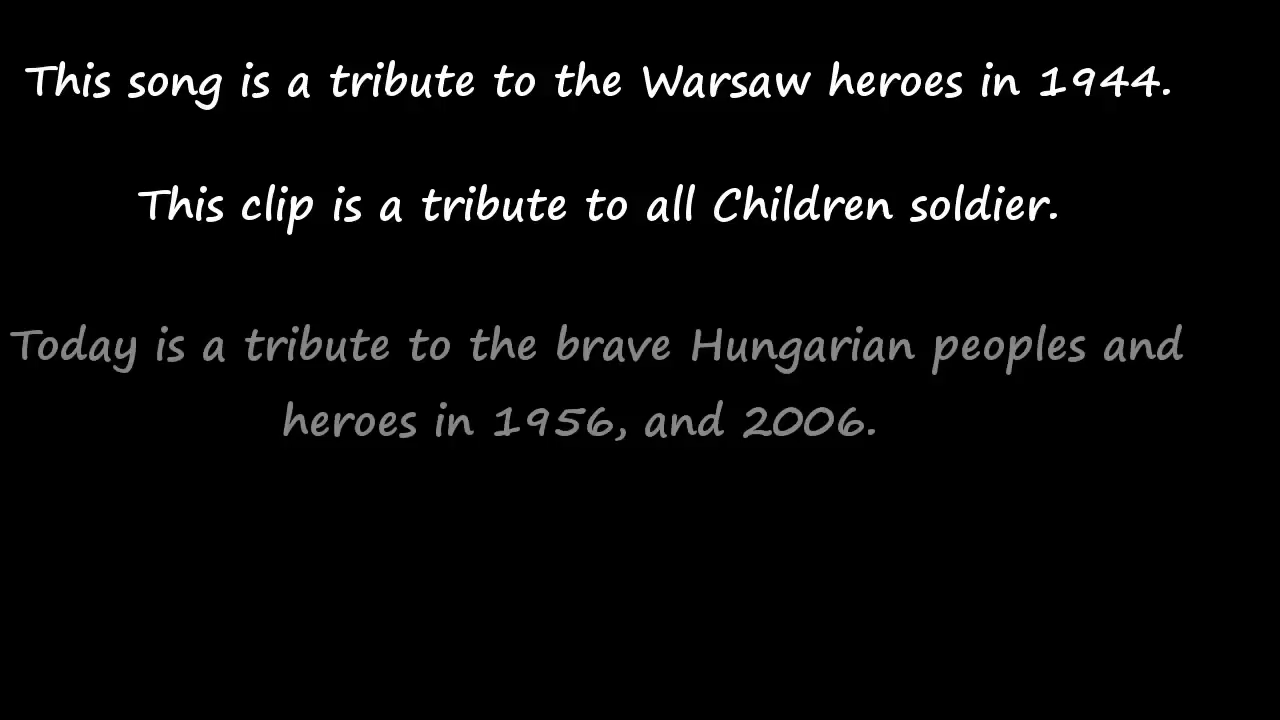 This song is a tribute to the Warsaw heroes in 1944.
This clip is a tribute to all Children soldier.
Today is a tribute to the brave Hungarian peoples and
heroes in 1956, and 2006.